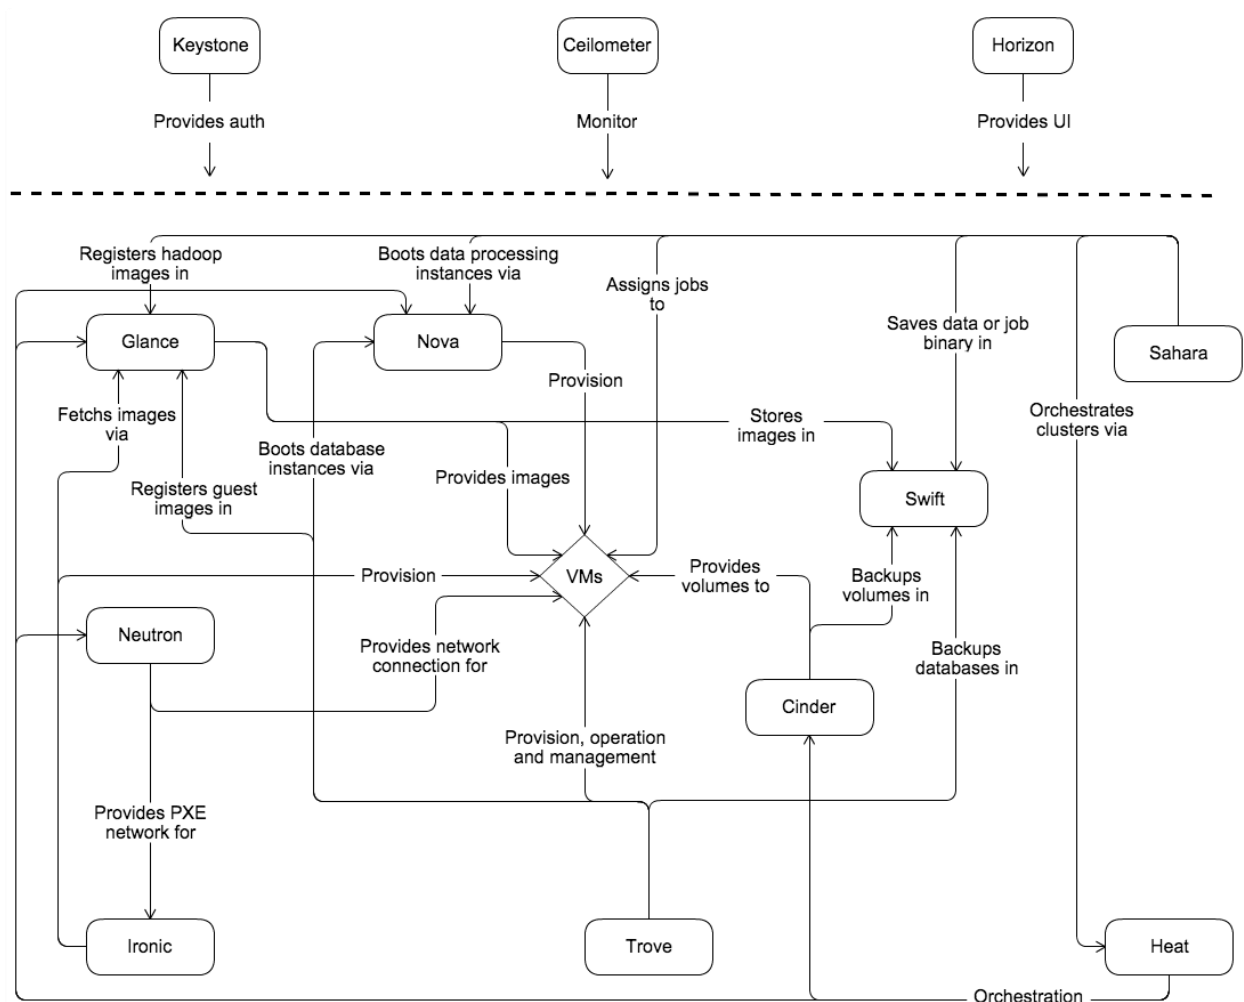 Keystone
Ceilometer
Horizon
Provides auth
Monitor
Provides UI
Registers hadoop
images in
Boots data processing
instances via
Assigns jobs
to
Saves data or job
binary in
Glance
Nova
Sahara
Provision
Fetchs images
via
Stores
images in
Orchestrates
clusters via
Boots database
instances via
Provides images
Registers guest
images in
Swift
Provision
VMs
Provides
volumes to
Backups
volumes in
Neutron
Provides network
connection for
Backups
databases in
Cinder
Provision, operation
and management
Provides PXE
network for
Ironic
Trove
Heat
Orchestration